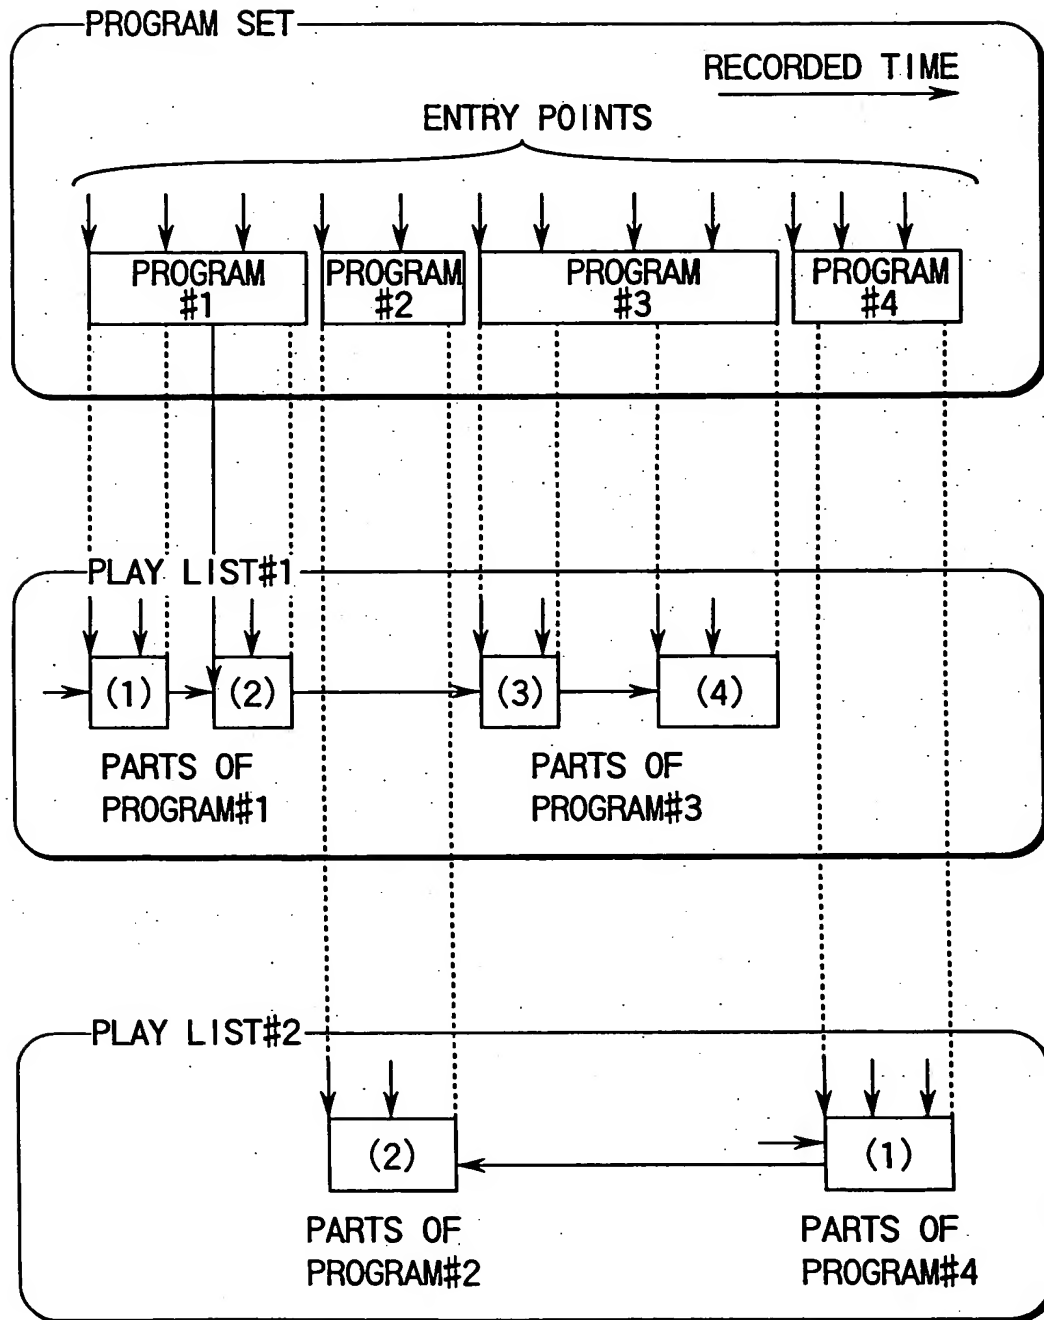 PROGRAM SET
RECORDED TIME
ENTRY POINTS
PROGRAM
#1
PROGRAM
#2
PROGRAM
#3
PROGRAM
#4
PLAY LIST#1
(1)
(2)
(3)
(4)
PARTS OF
PROGRAM#1
PARTS OF
PROGRAM#3
PLAY LIST#2
(2)
(1)
PARTS OF
PROGRAM#2
PARTS OF
PROGRAM#4